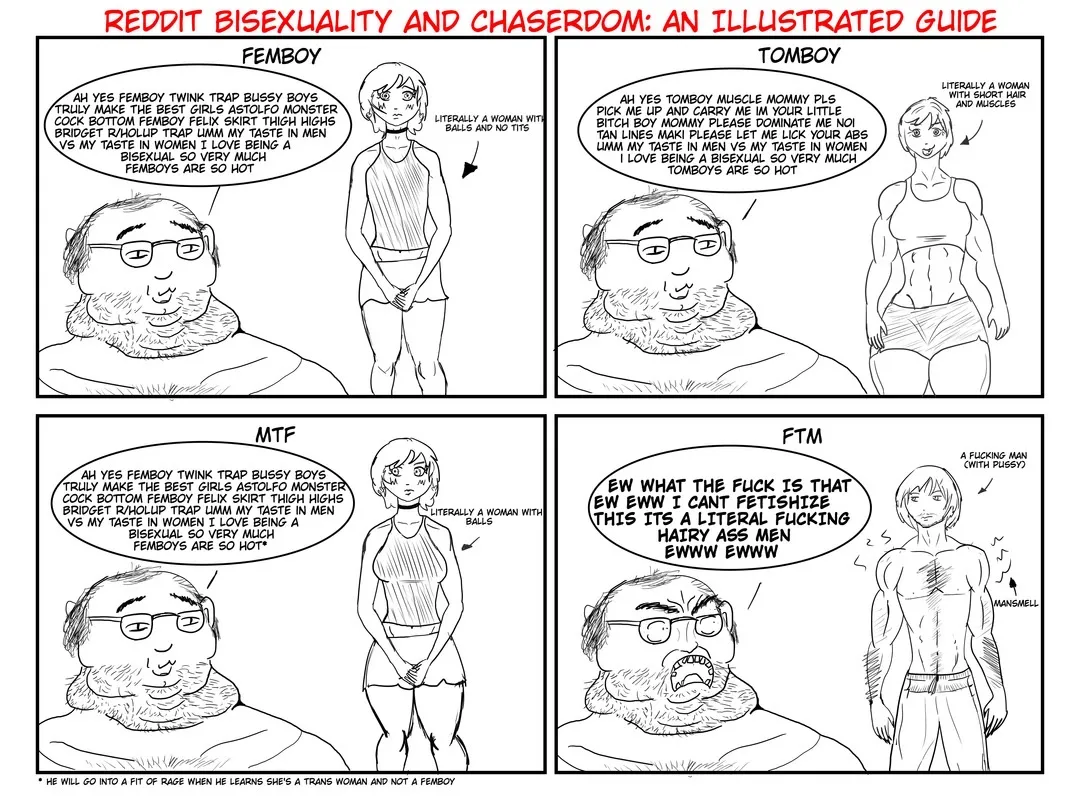 REDDIT BISEXUALITY AND CHASERDOM: AN ILLUSTRATED GUIDE
FEMBOY
AH YES FEMBOY TWINK TRAP BUSSY BOYS
TRULY MAKE THE BEST GIRLS ASTOLFO MONSTER
COCK BOTTOM FEMBOY FELIX SKIRT THIGH HIGHS
BRIDGET R/HOLUP TRAP UMM MY TASTE IN MEN
VS MY TASTE IN WOMEN I LOVE BEING A
BISEXUAL SO VERY MUCH
FEMBOYS ARE SO HOT
LITERALLY A WOMAN WITH
BALLS AND NO TITS
TOMBOY
AH YES TOMBOY MUSCLE MOMMY PLS
PICK ME UP AND CARRY ME IM YOUR LITTLE
BITCH BOY MOMMY PLEASE DOMINATE ME NOI
TAN LINES MAKI PLEASE LET ME LICK YOUR ABS
UMM MY TASTE IN MEN VS MY TASTE IN WOMEN
I LOVE BEING A BISEXUAL SO VERY MUCH
TOMBOYS ARE SO HOT
LITERALLY A WOMAN
WITH SHORT HAIR
AND MUSCLES
MTF
AH YES FEMBOY TWINK TRAP BUSSY BOYS
TRULY MAKE THE BEST GIRLS ASTOLFO MONSTER
COCK BOTTOM FEMBOY FELIX SKIRT THIGH HIGHS
BRIDGET R/HOLUP TRAP UMM MY TASTE IN MEN
VS MY TASTE IN WOMEN I LOVE BEING A
BISEXUAL SO VERY MUCH
FEMBOYS ARE SO HOT*
LITERALLY A WOMAN WITH
BALLS
FTM
EW WHAT THE FUCK IS THAT
EW EWW I CANT FETISHIZE
THIS ITS A LITERAL FUCKING
HAIRY ASS MEN
EWWW EWWW
A FUCKING MAN
(WITH PUSSY)
MANSMELL
* HE WILL GO INTO A FIT OF RAGE WHEN HE LEARNS SHE'S A TRANS WOMAN AND NOT A FEMBOY